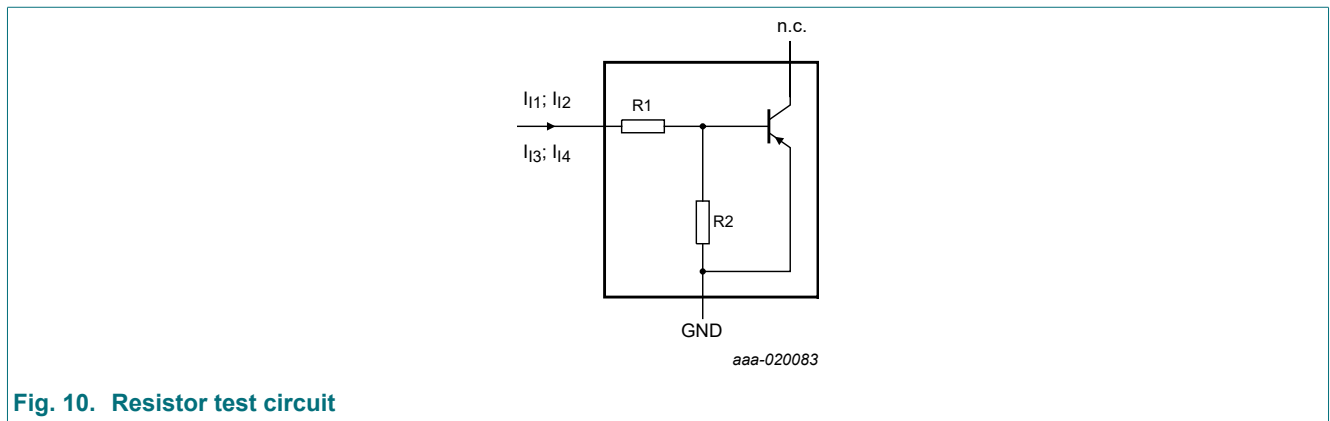 n.c.
I_I1; I_I2
R1
I_I3; I_I4
R2
GND
aaa-020083
Fig. 10. Resistor test circuit